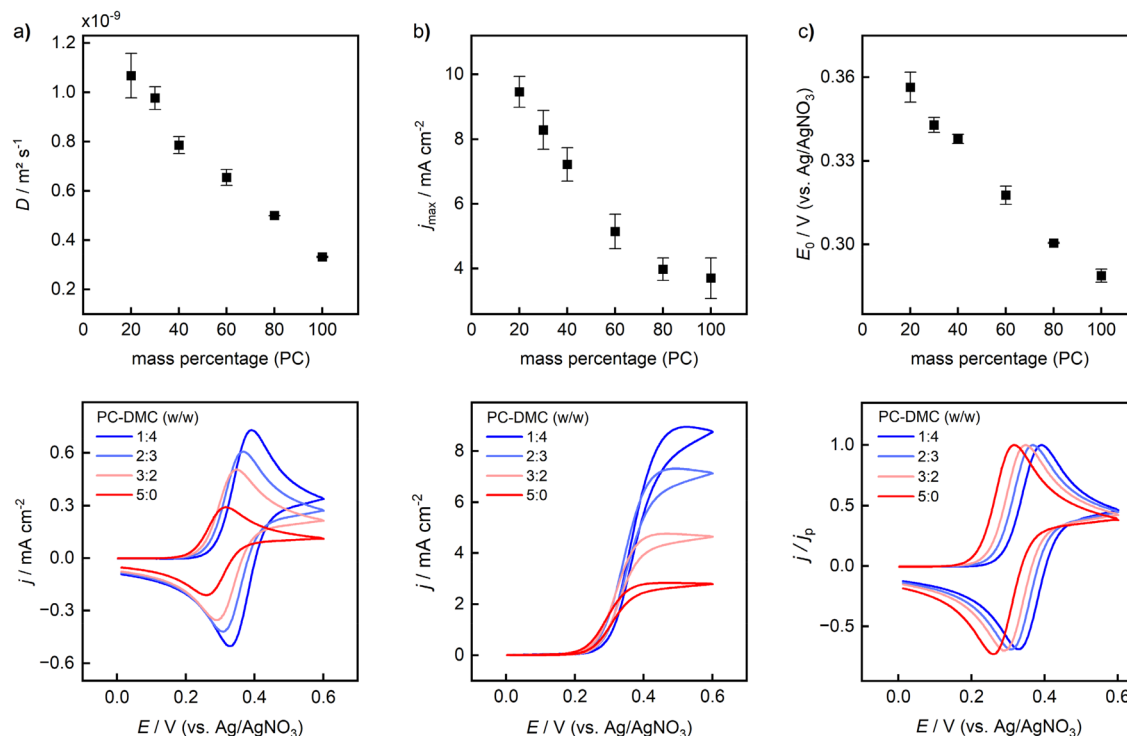 a)
x10⁻⁹
1.2
1.0
0.8
0.6
0.4
0.2
D / m² s⁻¹
0 20 40 60 80 100
mass percentage (PC)
b)
10
8
6
4
jmax / mA cm⁻²
0 20 40 60 80 100
mass percentage (PC)
c)
0.36
0.33
0.30
E₀ / V (vs. Ag/AgNO₃)
0 20 40 60 80 100
mass percentage (PC)
PC-DMC (w/w)
1:4
2:3
3:2
5:0
0.6
0.3
0.0
−0.3
−0.6
j / mA cm⁻²
0.0 0.2 0.4 0.6
E / V (vs. Ag/AgNO₃)
PC-DMC (w/w)
1:4
2:3
3:2
5:0
8
6
4
2
0
j / mA cm⁻²
0.0 0.2 0.4 0.6
E / V (vs. Ag/AgNO₃)
PC-DMC (w/w)
1:4
2:3
3:2
5:0
1.0
0.5
0.0
−0.5
j / jp
0.0 0.2 0.4 0.6
E / V (vs. Ag/AgNO₃)